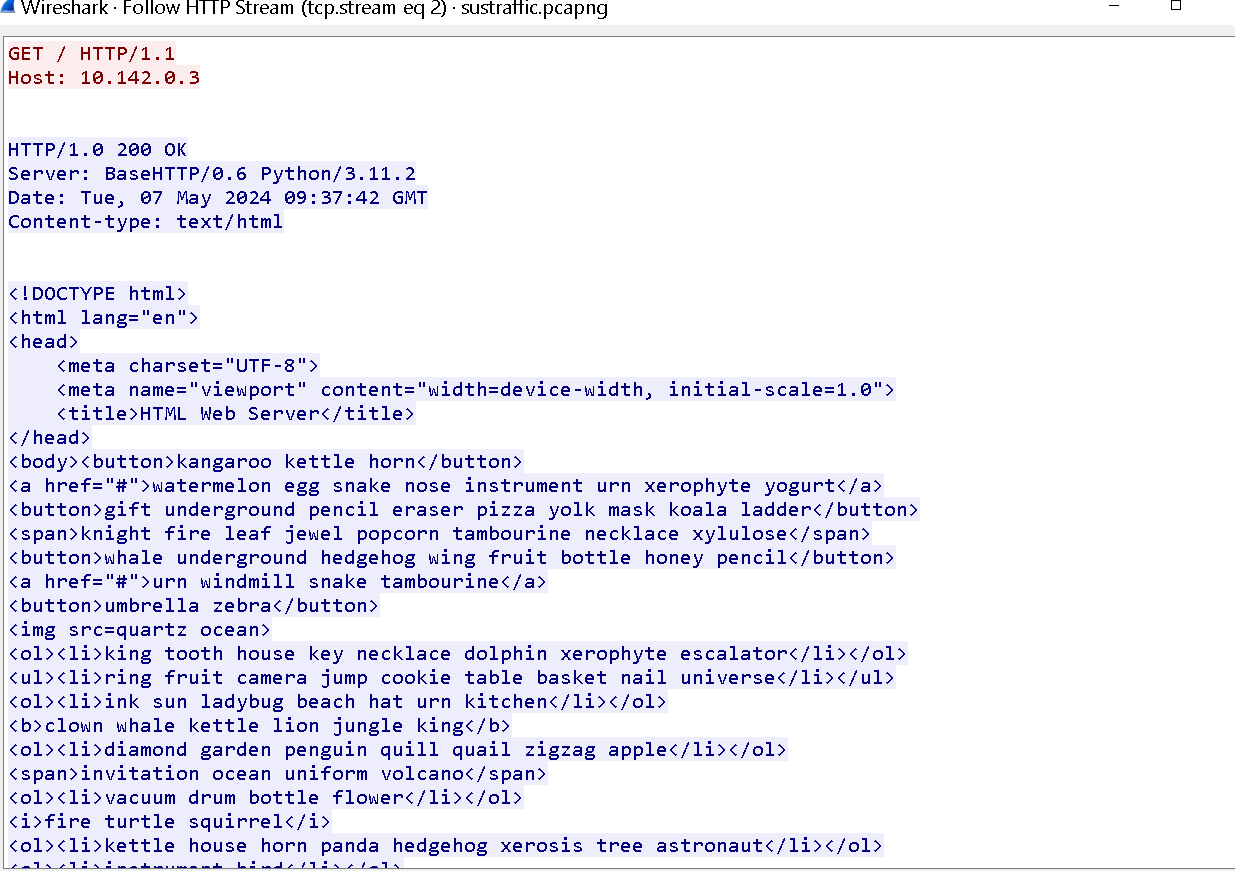 Wireshark · Follow HTTP Stream (tcp.stream eq 2) · sustraffic.pcapng
GET / HTTP/1.1
Host: 10.142.0.3
HTTP/1.0 200 OK
Server: BaseHTTP/0.6 Python/3.11.2
Date: Tue, 07 May 2024 09:37:42 GMT
Content-type: text/html
<!DOCTYPE html>
<html lang="en">
<head>
    <meta charset="UTF-8">
    <meta name="viewport" content="width=device-width, initial-scale=1.0">
    <title>HTML Web Server</title>
</head>
<body><button>kangaroo kettle horn</button>
<a href="#">watermelon egg snake nose instrument urn xerophyte yogurt</a>
<button>gift underground pencil eraser pizza yolk mask koala ladder</button>
<span>knight fire leaf jewel popcorn tambourine necklace xylulose</span>
<button>whale underground hedgehog wing fruit bottle honey pencil</button>
<a href="#">urn windmill snake tambourine</a>
<button>umbrella zebra</button>
<img src=quartz ocean>
<ol><li>king tooth house key necklace dolphin xerophyte escalator</li></ol>
<ul><li>ring fruit camera jump cookie table basket nail universe</li></ul>
<ol><li>ink sun ladybug beach hat urn kitchen</li></ol>
<b>clown whale kettle lion jungle king</b>
<ol><li>diamond garden penguin quill quail zigzag apple</li></ol>
<span>invitation ocean uniform volcano</span>
<ol><li>vacuum drum bottle flower</li></ol>
<i>fire turtle squirrel</i>
<ol><li>kettle house horn panda hedgehog xerosis tree astronaut</li></ol>
<ol><li>instrument bird</li></ol>